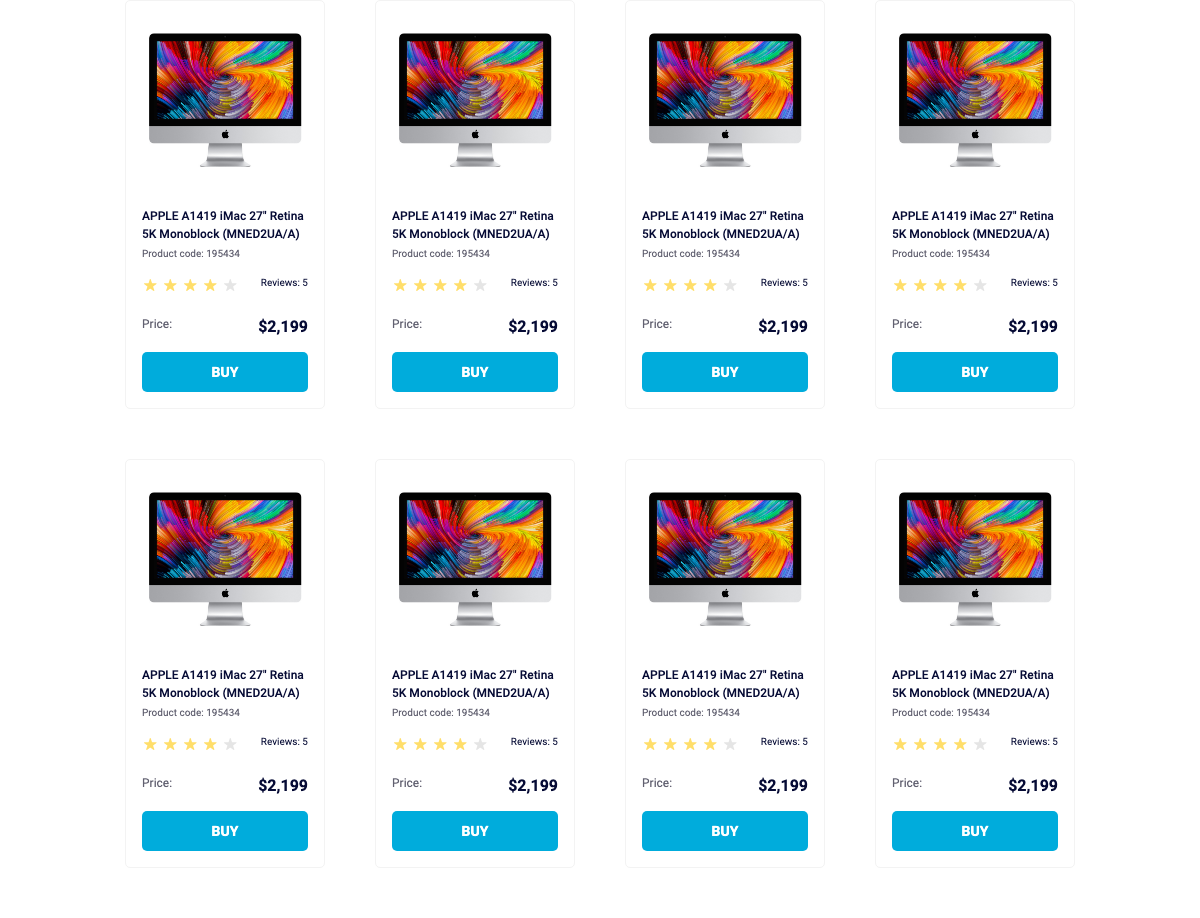 APPLE A1419 iMac 27" Retina
5K Monoblock (MNED2UA/A)
Product code: 195434
Reviews: 5
Price:
$2,199
BUY
APPLE A1419 iMac 27" Retina
5K Monoblock (MNED2UA/A)
Product code: 195434
Reviews: 5
Price:
$2,199
BUY
APPLE A1419 iMac 27" Retina
5K Monoblock (MNED2UA/A)
Product code: 195434
Reviews: 5
Price:
$2,199
BUY
APPLE A1419 iMac 27" Retina
5K Monoblock (MNED2UA/A)
Product code: 195434
Reviews: 5
Price:
$2,199
BUY
APPLE A1419 iMac 27" Retina
5K Monoblock (MNED2UA/A)
Product code: 195434
Reviews: 5
Price:
$2,199
BUY
APPLE A1419 iMac 27" Retina
5K Monoblock (MNED2UA/A)
Product code: 195434
Reviews: 5
Price:
$2,199
BUY
APPLE A1419 iMac 27" Retina
5K Monoblock (MNED2UA/A)
Product code: 195434
Reviews: 5
Price:
$2,199
BUY
APPLE A1419 iMac 27" Retina
5K Monoblock (MNED2UA/A)
Product code: 195434
Reviews: 5
Price:
$2,199
BUY